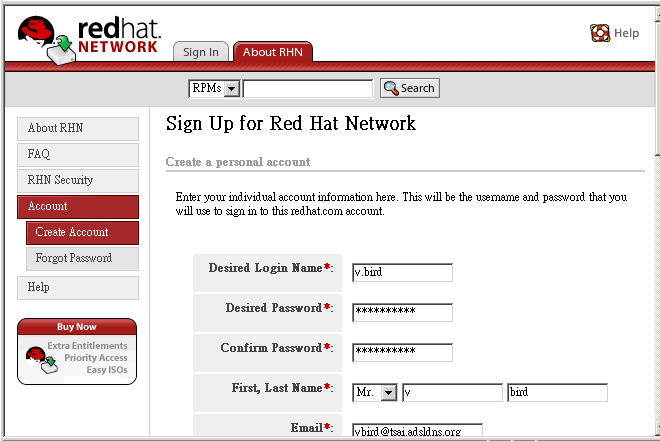 redhat.
NETWORK
Sign In
About RHN
Help
RPMs
Search
About RHN
FAQ
RHN Security
Account
Create Account
Forgot Password
Help
Buy Now
Extra Entitlements
Priority Access
Easy ISOs
Sign Up for Red Hat Network
Create a personal account
Enter your individual account information here. This will be the username and password that you
will use to sign in to this redhat.com account.
Desired Login Name*: v.bird
Desired Password*: **********
Confirm Password*: **********
First, Last Name*: Mr. v bird
Email*: vbird@tsai.adsldns.org